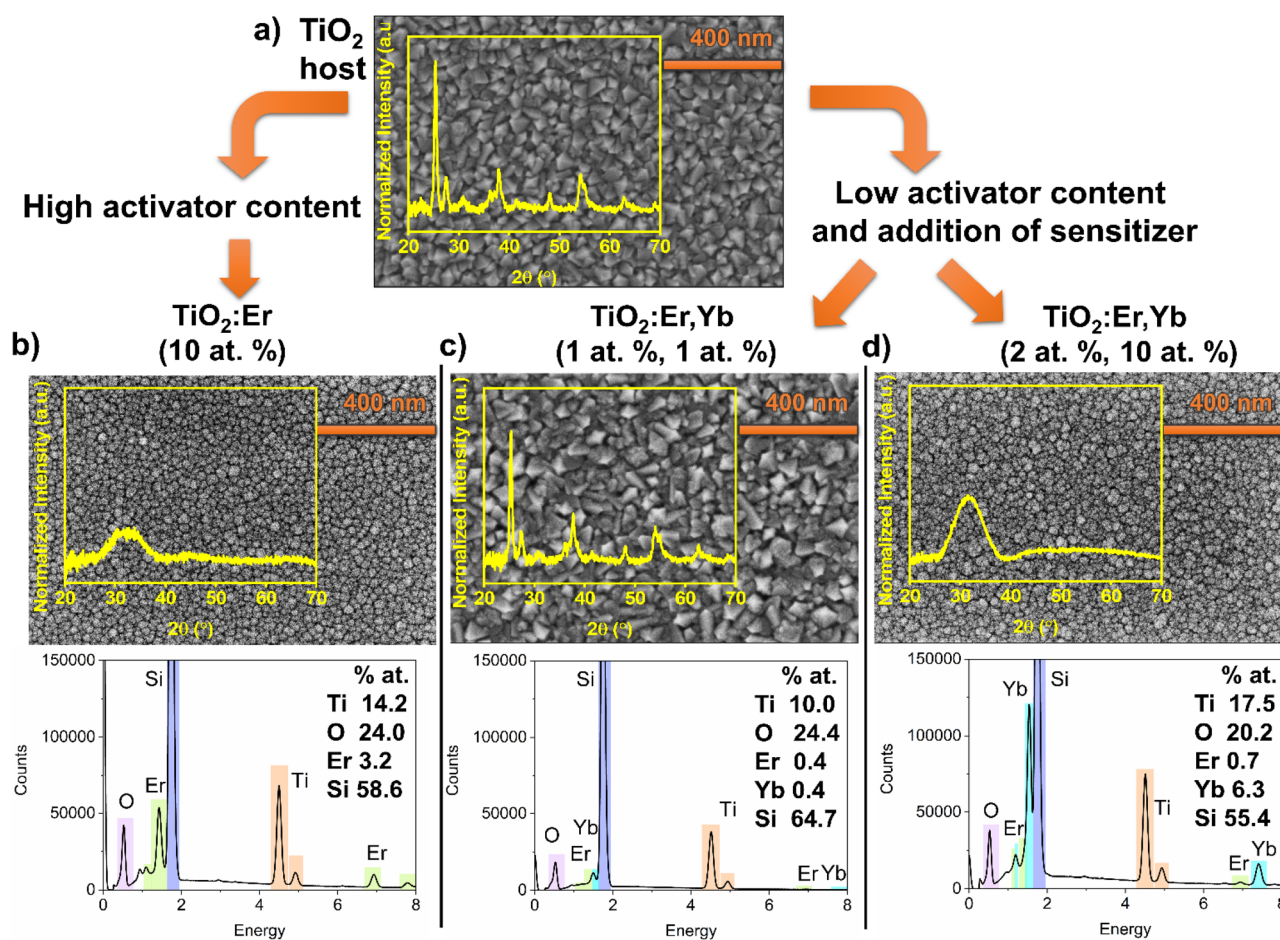 a) TiO2
host
400 nm
Normalized Intensity (a.u
20 30 40 50 60 70
2θ (°)
High activator content
Low activator content
and addition of sensitizer
b)
TiO2:Er
(10 at. %)
400 nm
Normalized Intensity (a.u.)
20 30 40 50 60 70
2θ (°)
150000
100000
50000
0
Counts
0 2 4 6 8
Energy
O
Er
Si
Ti
Er
% at.
Ti 14.2
O 24.0
Er 3.2
Si 58.6
c)
TiO2:Er,Yb
(1 at. %, 1 at. %)
400 nm
Normalized Intensity (a.u.)
20 30 40 50 60 70
2θ (°)
150000
100000
50000
0
Counts
0 2 4 6 8
Energy
O
Yb
Er
Si
Ti
Er Yb
% at.
Ti 10.0
O 24.4
Er 0.4
Yb 0.4
Si 64.7
d)
TiO2:Er,Yb
(2 at. %, 10 at. %)
400 nm
Normalized Intensity (a.u.)
20 30 40 50 60 70
2θ (°)
150000
100000
50000
0
Counts
0 2 4 6 8
Energy
O
Er
Yb
Si
Ti
Er
Yb
% at.
Ti 17.5
O 20.2
Er 0.7
Yb 6.3
Si 55.4